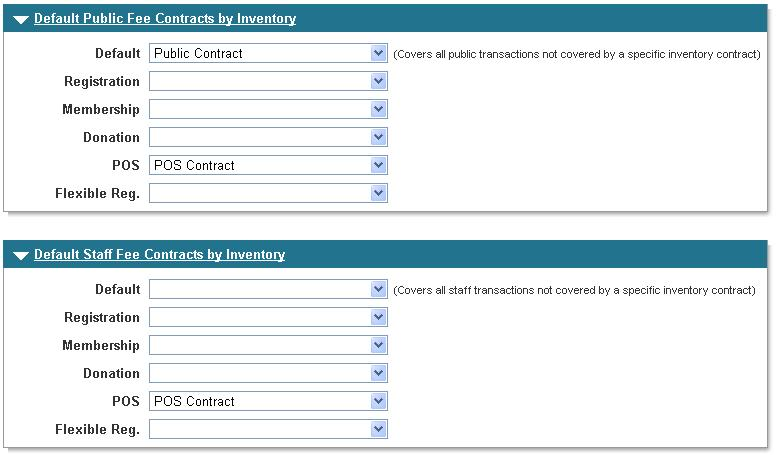 Default Public Fee Contracts by Inventory
Default Public Contract (Covers all public transactions not covered by a specific inventory contract)
Registration
Membership
Donation
POS POS Contract
Flexible Reg.
Default Staff Fee Contracts by Inventory
Default (Covers all staff transactions not covered by a specific inventory contract)
Registration
Membership
Donation
POS POS Contract
Flexible Reg.